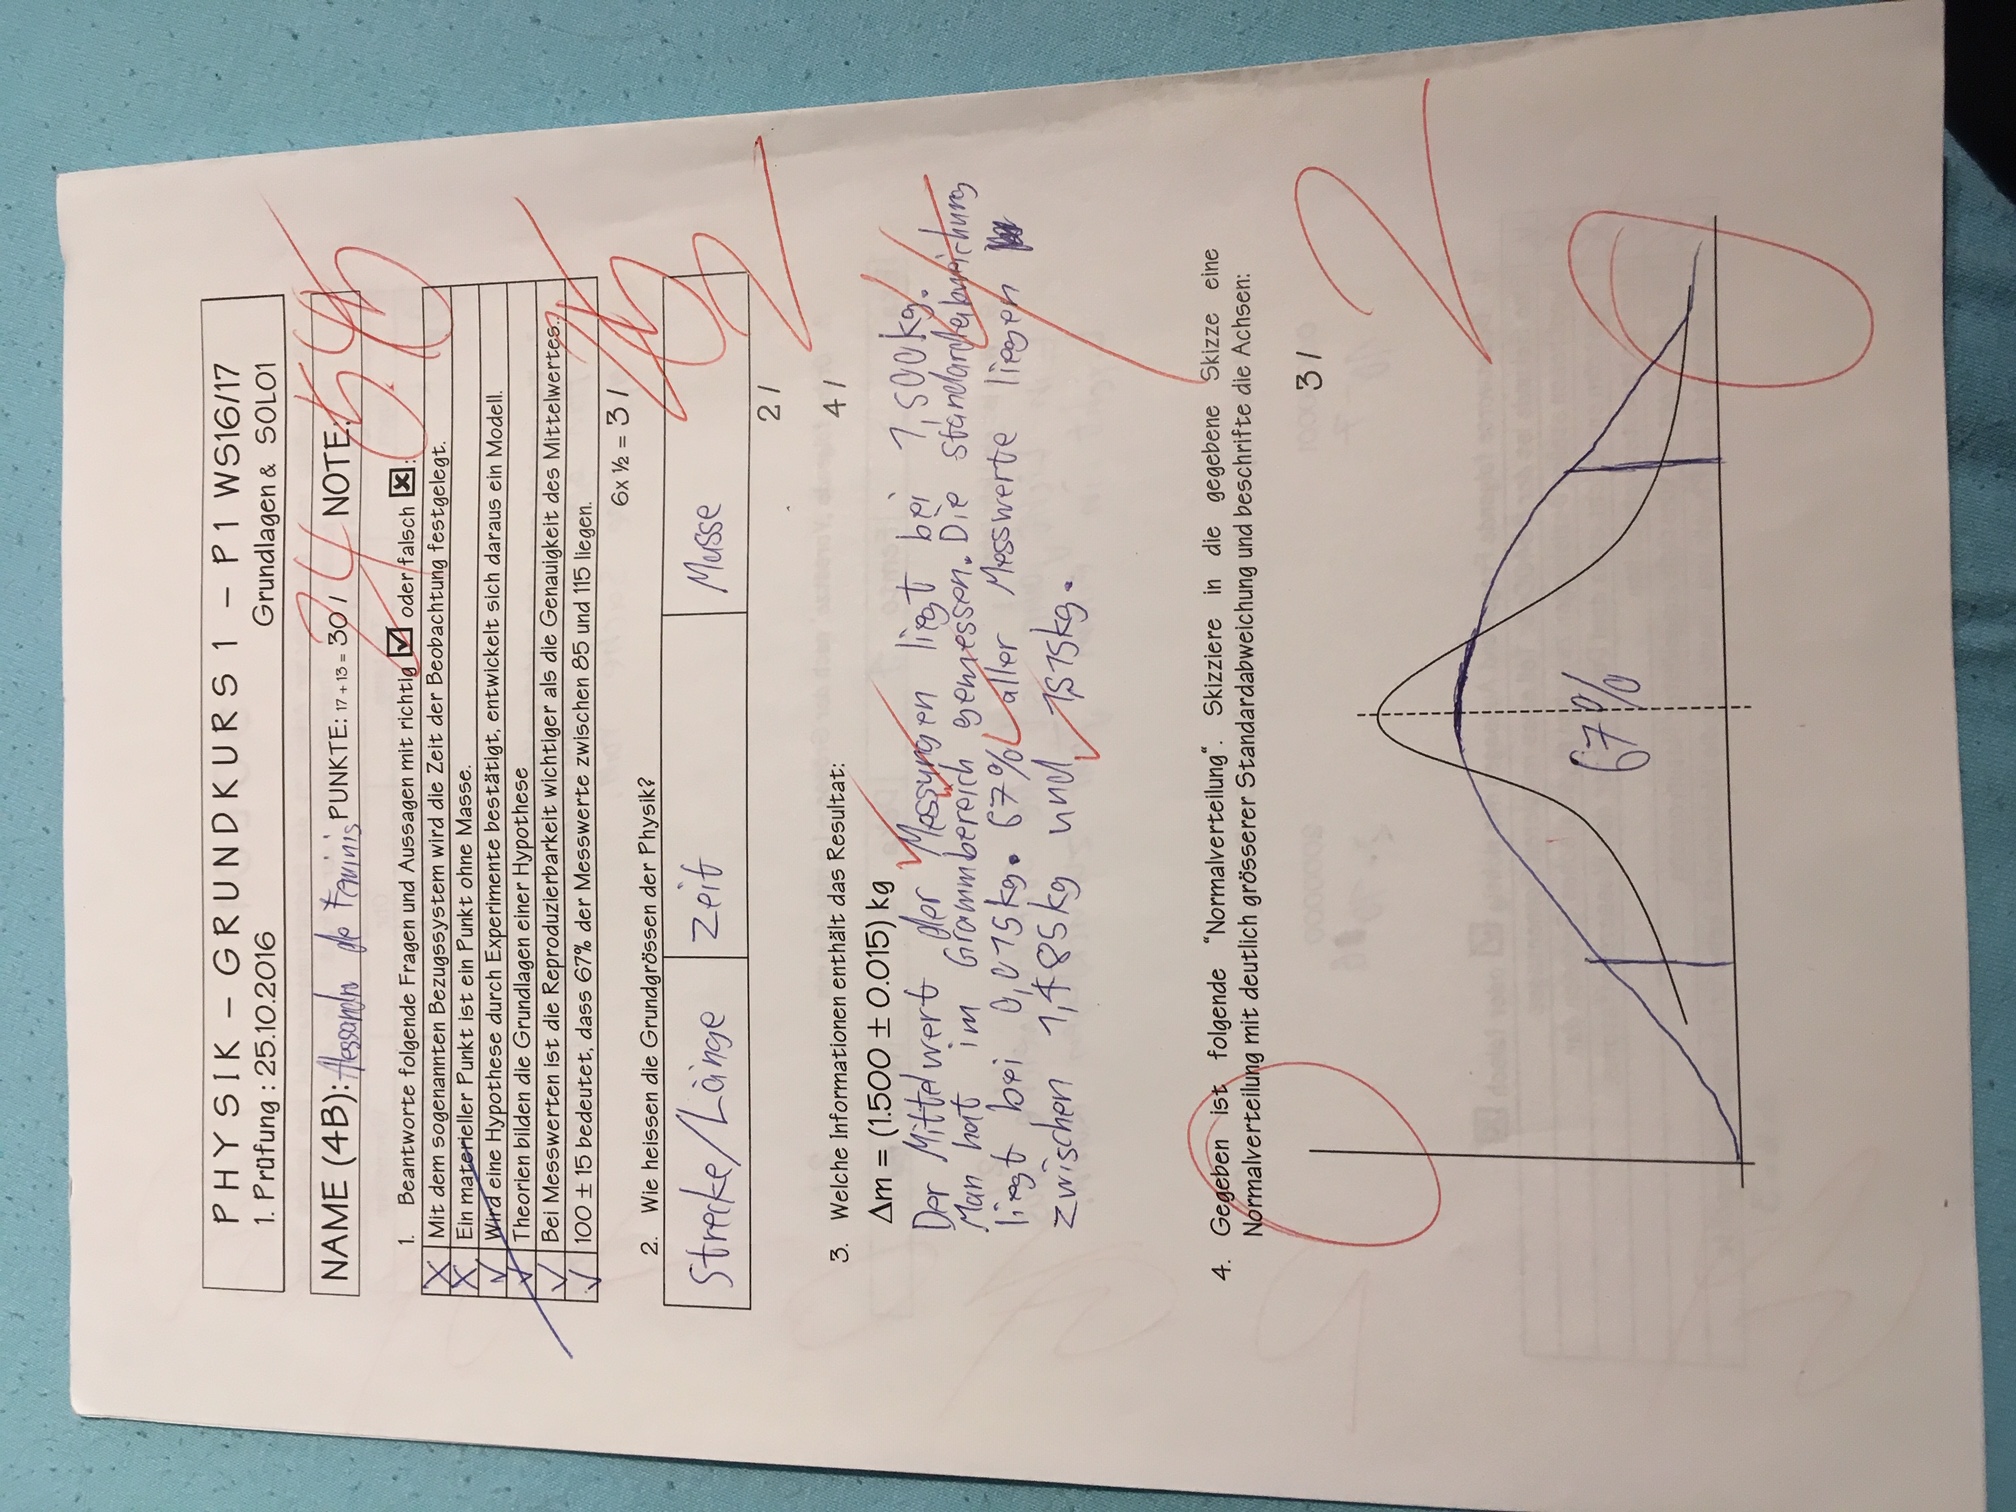 PHYSIK – GRUNDKURS 1 – P1 WS16/17
1. Prüfung : 25.10.2016 Grundlagen & SOLO1
NAME (4B): Alessandro de Feminis PUNKTE: 17 + 13 = 30 / 24 NOTE: 5.45
1. Beantworte folgende Fragen und Aussagen mit richtig ☑ oder falsch ☒:
X Mit dem sogenannten Bezugssystem wird die Zeit der Beobachtung festgelegt.
X Ein materieller Punkt ist ein Punkt ohne Masse.
✓ Wird eine Hypothese durch Experimente bestätigt, entwickelt sich daraus ein Modell.
✓ Theorien bilden die Grundlagen einer Hypothese
✓ Bei Messwerten ist die Reproduzierbarkeit wichtiger als die Genauigkeit des Mittelwertes..
✓ 100 ± 15 bedeutet, dass 67% der Messwerte zwischen 85 und 115 liegen.
6x ½ = 3 /
2. Wie heissen die Grundgrössen der Physik?
Strecke/Länge Zeit Masse
2 / 2
3. Welche Informationen enthält das Resultat: 4 /
Δm = (1.500 ± 0.015) kg
Der Mittelwert der Messungen liegt bei 1,500kg.
Man hat im Grammbereich gemessen. Die Standardabweichung
liegt bei 0,015kg. 67% aller Messwerte liegen
zwischen 1,485kg und 1,515kg.
4. Gegeben ist folgende "Normalverteilung". Skizziere in die gegebene Skizze eine
Normalverteilung mit deutlich grösserer Standardabweichung und beschrifte die Achsen:
3 / 2
67%